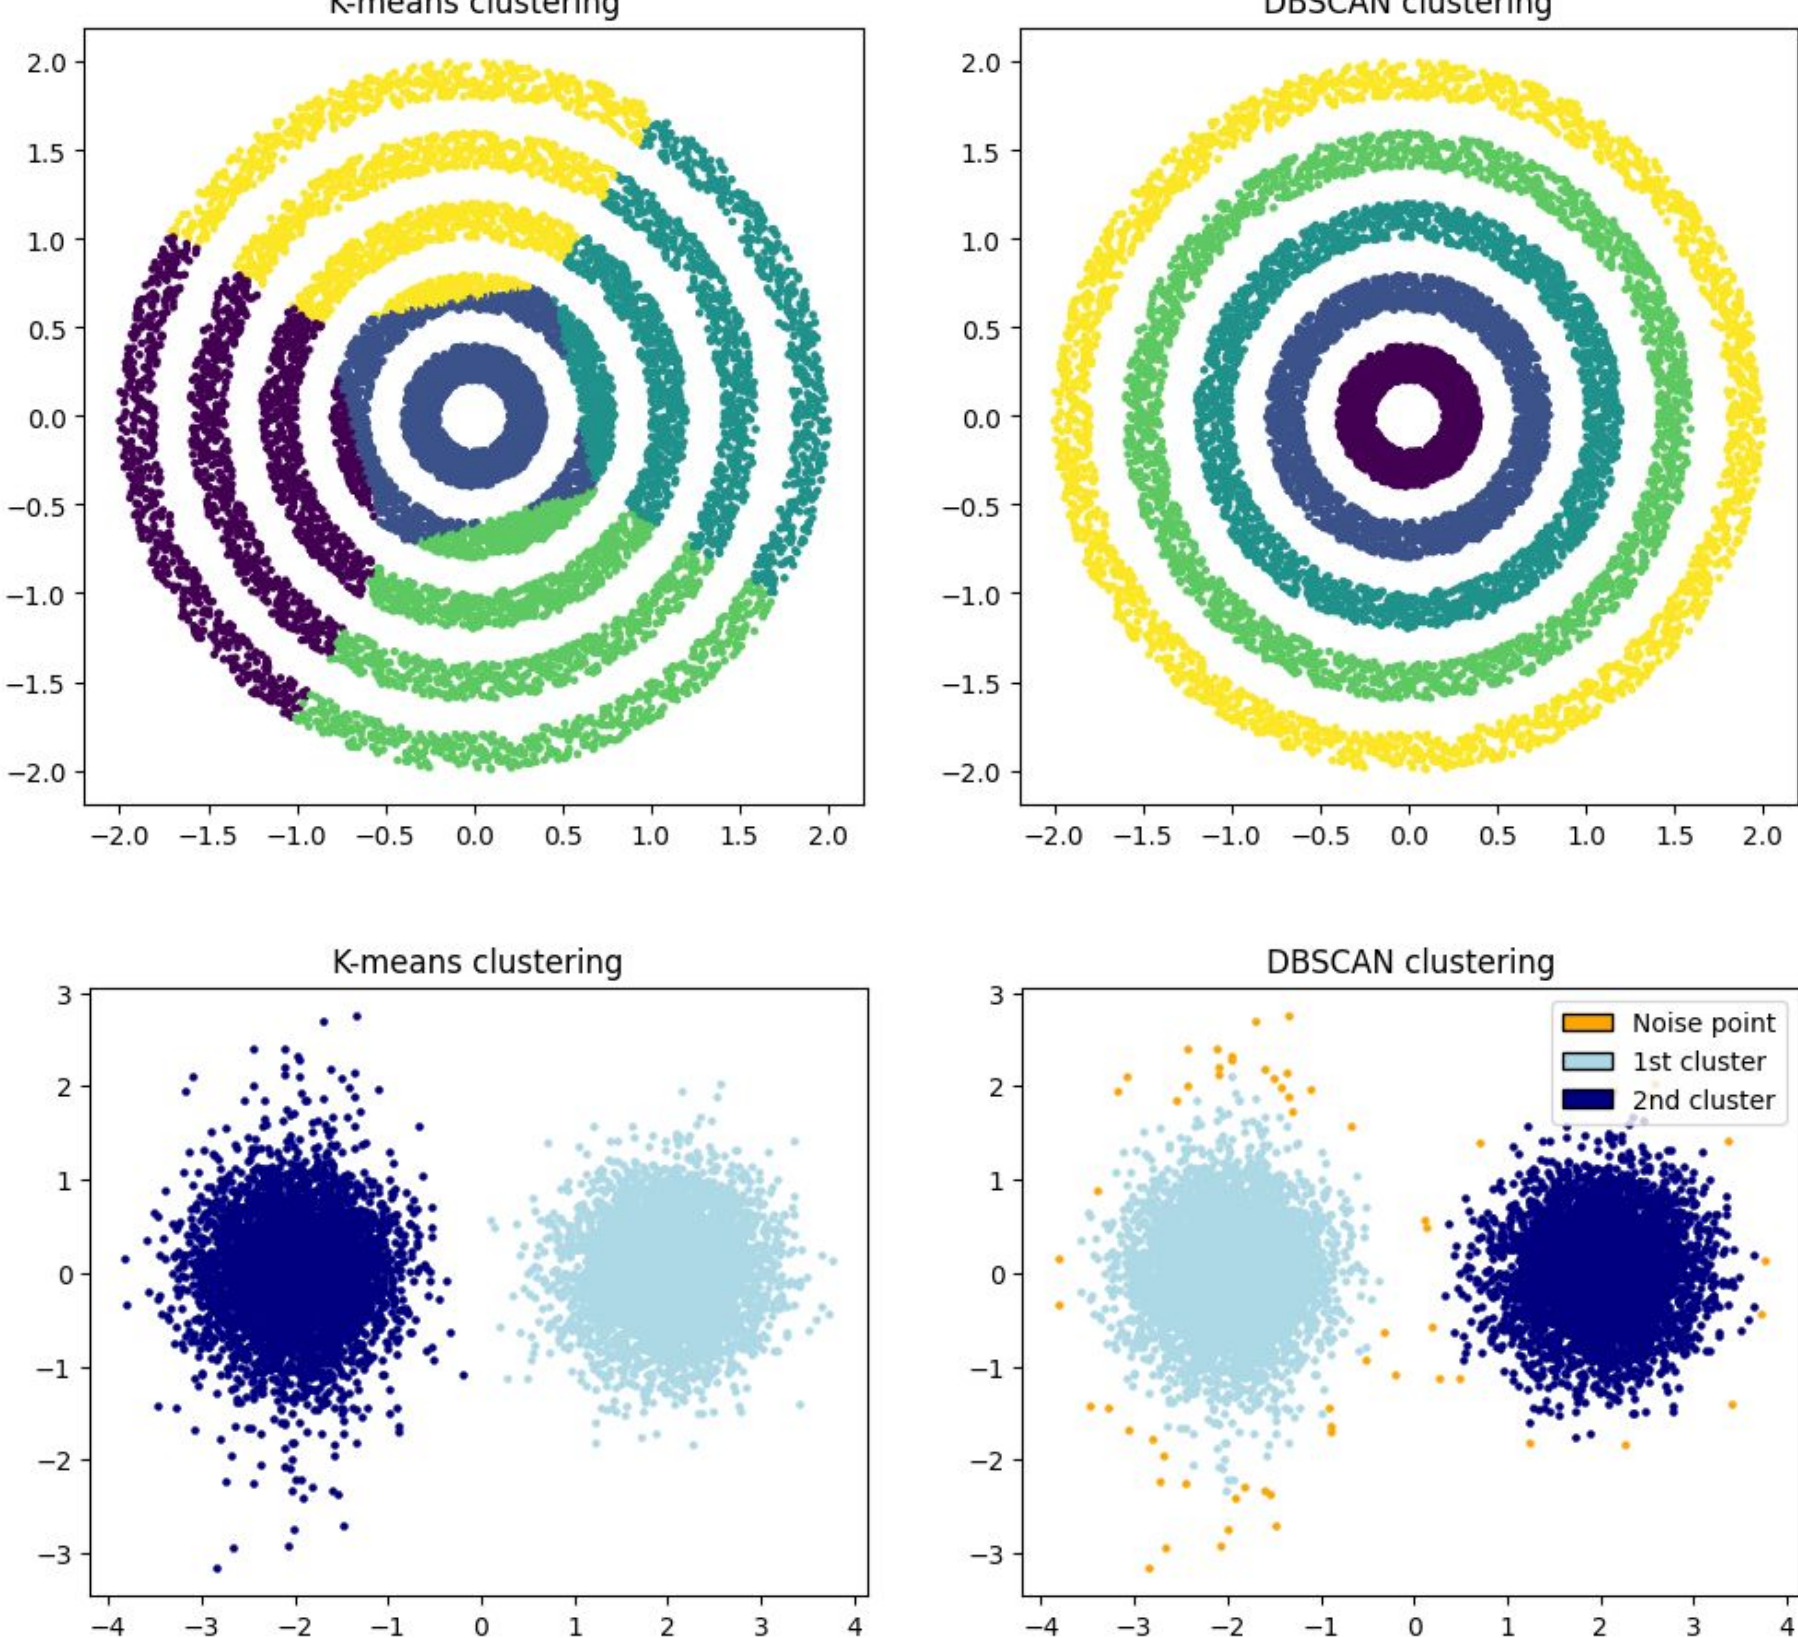 K-means clustering
DBSCAN clustering
2.0
1.5
1.0
0.5
0.0
−0.5
−1.0
−1.5
−2.0
−2.0 −1.5 −1.0 −0.5 0.0 0.5 1.0 1.5 2.0
2.0
1.5
1.0
0.5
0.0
−0.5
−1.0
−1.5
−2.0
−2.0 −1.5 −1.0 −0.5 0.0 0.5 1.0 1.5 2.0
K-means clustering
3
2
1
0
−1
−2
−3
−4 −3 −2 −1 0 1 2 3 4
DBSCAN clustering
Noise point
1st cluster
2nd cluster
3
2
1
0
−1
−2
−3
−4 −3 −2 −1 0 1 2 3 4